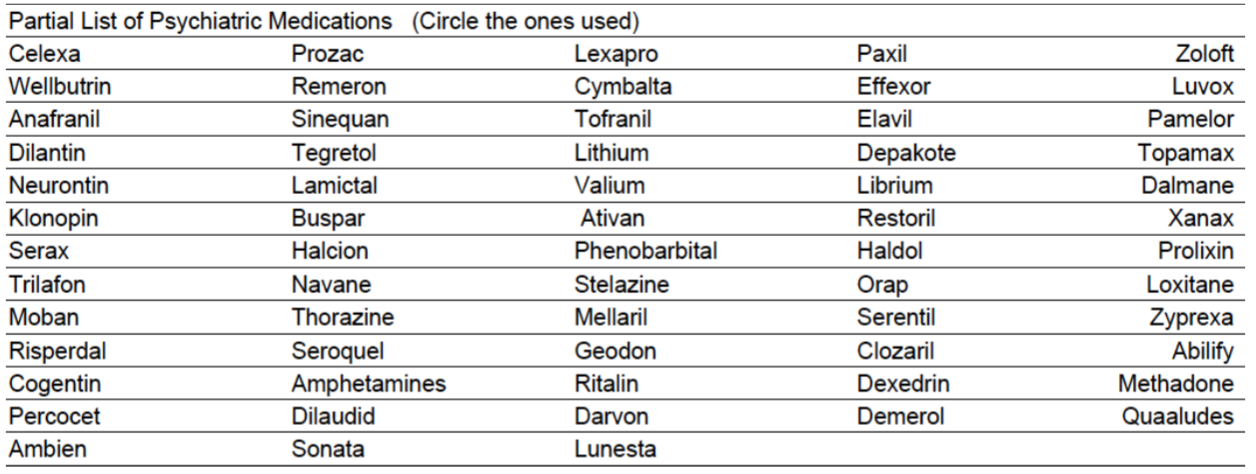 Partial List of Psychiatric Medications (Circle the ones used)
Celexa Prozac Lexapro Paxil Zoloft
Wellbutrin Remeron Cymbalta Effexor Luvox
Anafranil Sinequan Tofranil Elavil Pamelor
Dilantin Tegretol Lithium Depakote Topamax
Neurontin Lamictal Valium Librium Dalmane
Klonopin Buspar Ativan Restoril Xanax
Serax Halcion Phenobarbital Haldol Prolixin
Trilafon Navane Stelazine Orap Loxitane
Moban Thorazine Mellaril Serentil Zyprexa
Risperdal Seroquel Geodon Clozaril Abilify
Cogentin Amphetamines Ritalin Dexedrin Methadone
Percocet Dilaudid Darvon Demerol Quaaludes
Ambien Sonata Lunesta